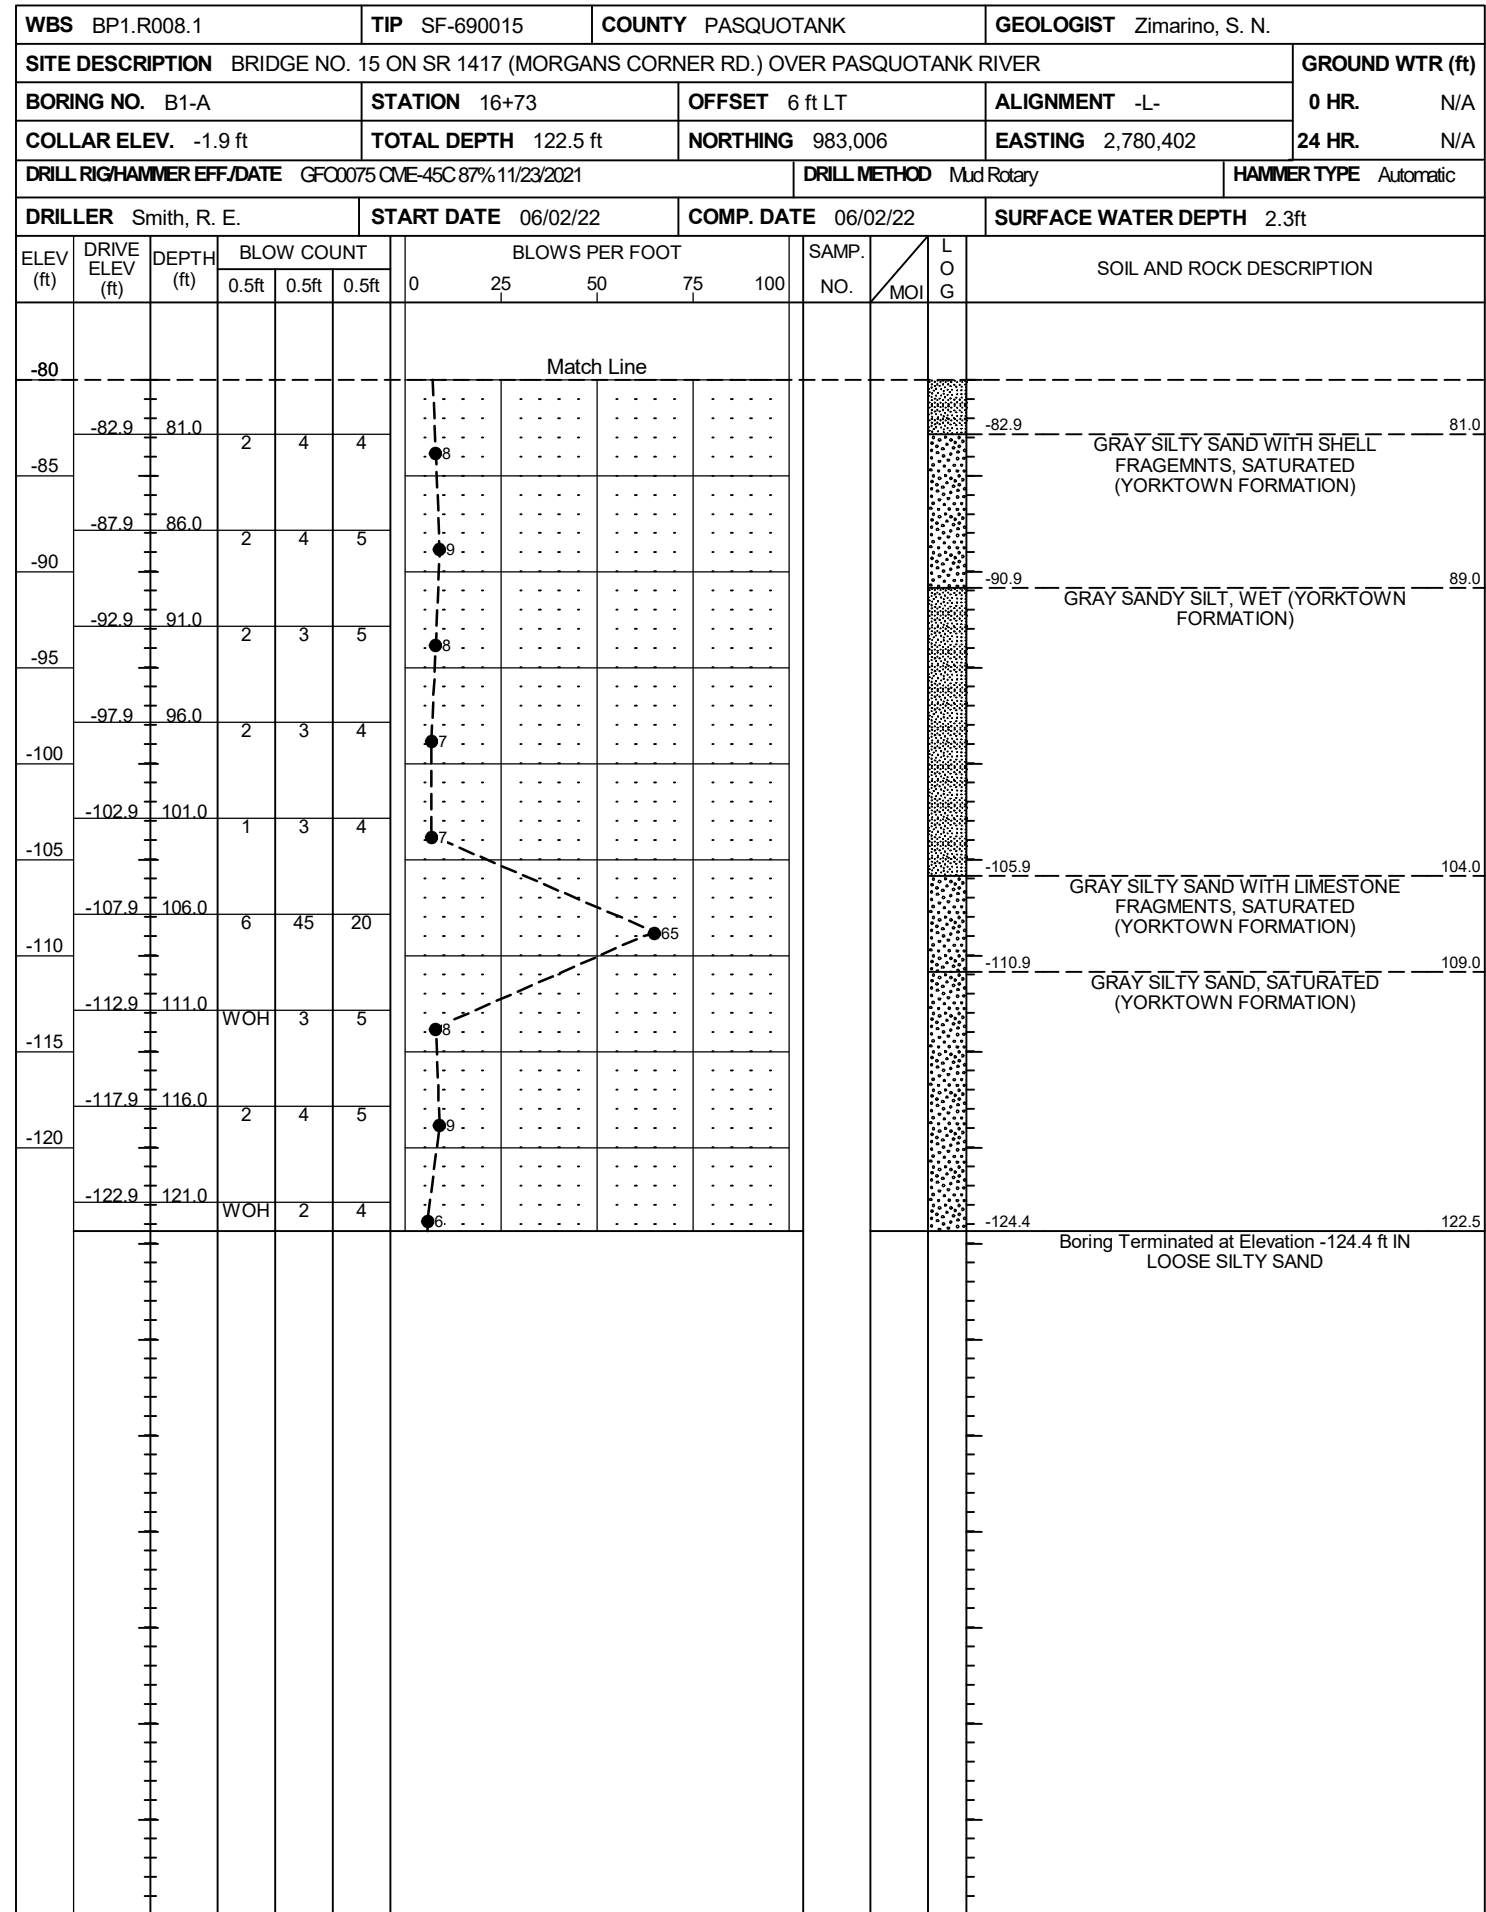 WBS BP1.R008.1 TIP SF-690015 COUNTY PASQUOTANK GEOLOGIST Zimarino, S. N.
SITE DESCRIPTION BRIDGE NO. 15 ON SR 1417 (MORGANS CORNER RD.) OVER PASQUOTANK RIVER GROUND WTR (ft)
BORING NO. B1-A STATION 16+73 OFFSET 6 ft LT ALIGNMENT -L- 0 HR. N/A
COLLAR ELEV. -1.9 ft TOTAL DEPTH 122.5 ft NORTHING 983,006 EASTING 2,780,402 24 HR. N/A
DRILL RIG/HAMMER EFF./DATE GFO0075 CME-45C 87% 11/23/2021 DRILL METHOD Mud Rotary HAMMER TYPE Automatic
DRILLER Smith, R. E. START DATE 06/02/22 COMP. DATE 06/02/22 SURFACE WATER DEPTH 2.3ft
ELEV (ft) DRIVE ELEV (ft) DEPTH (ft) BLOW COUNT BLOWS PER FOOT SAMP. NO. MOI LOG SOIL AND ROCK DESCRIPTION
0.5ft 0.5ft 0.5ft 0 25 50 75 100
Match Line
-80
-82.9 81.0 -82.9 81.0
2 4 4 8 GRAY SILTY SAND WITH SHELL
-85 FRAGEMNTS, SATURATED
(YORKTOWN FORMATION)
-87.9 86.0
2 4 5 9
-90
-90.9 89.0
GRAY SANDY SILT, WET (YORKTOWN
FORMATION)
-92.9 91.0
2 3 5 8
-95
-97.9 96.0
2 3 4 7
-100
-102.9 101.0
1 3 4 7
-105
-105.9 104.0
GRAY SILTY SAND WITH LIMESTONE
-107.9 106.0 FRAGMENTS, SATURATED
6 45 20 65 (YORKTOWN FORMATION)
-110
-110.9 109.0
GRAY SILTY SAND, SATURATED
-112.9 111.0 (YORKTOWN FORMATION)
WOH 3 5 8
-115
-117.9 116.0
2 4 5 9
-120
-122.9 121.0
WOH 2 4 6 -124.4 122.5
Boring Terminated at Elevation -124.4 ft IN
LOOSE SILTY SAND